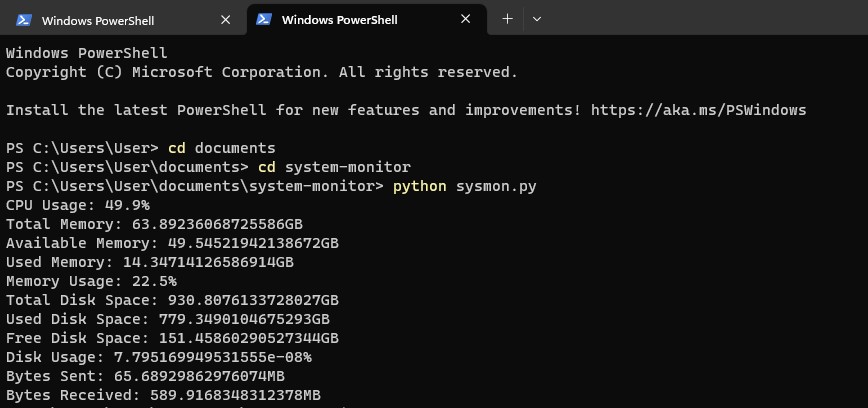 Windows PowerShell
Windows PowerShell
Windows PowerShell
Copyright (C) Microsoft Corporation. All rights reserved.
Install the latest PowerShell for new features and improvements! https://aka.ms/PSWindows
PS C:\Users\User> cd documents
PS C:\Users\User\documents> cd system-monitor
PS C:\Users\User\documents\system-monitor> python sysmon.py
CPU Usage: 49.9%
Total Memory: 63.89236068725586GB
Available Memory: 49.54521942138672GB
Used Memory: 14.34714126586914GB
Memory Usage: 22.5%
Total Disk Space: 930.8076133728027GB
Used Disk Space: 779.3490104675293GB
Free Disk Space: 151.45860290527344GB
Disk Usage: 7.795169949531555e-08%
Bytes Sent: 65.68929862976074MB
Bytes Received: 589.9168348312378MB